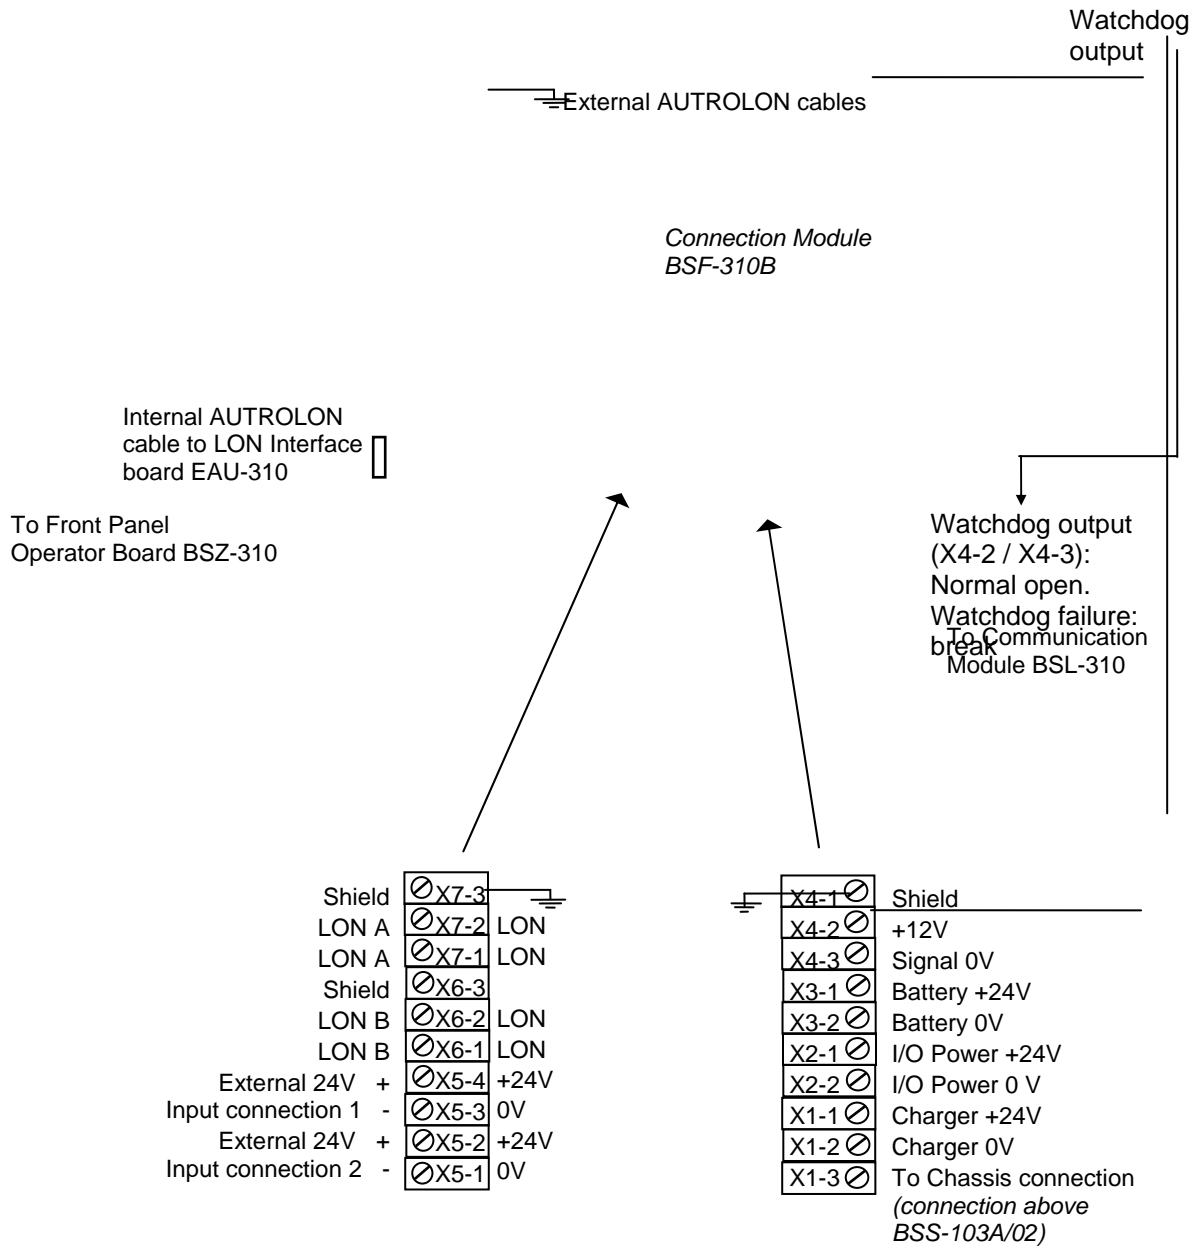 Watchdog
output
External AUTROLON cables
Connection Module
BSF-310B
Internal AUTROLON
cable to LON Interface
board EAU-310
To Front Panel
Operator Board BSZ-310
Watchdog output
(X4-2 / X4-3):
Normal open.
Watchdog failure:
break
To Communication
Module BSL-310
Shield X7-3
LON A X7-2 LON
LON A X7-1 LON
Shield X6-3
LON B X6-2 LON
LON B X6-1 LON
External 24V + X5-4 +24V
Input connection 1 - X5-3 0V
External 24V + X5-2 +24V
Input connection 2 - X5-1 0V
X4-1 Shield
X4-2 +12V
X4-3 Signal 0V
X3-1 Battery +24V
X3-2 Battery 0V
X2-1 I/O Power +24V
X2-2 I/O Power 0 V
X1-1 Charger +24V
X1-2 Charger 0V
X1-3 To Chassis connection
(connection above
BSS-103A/02)